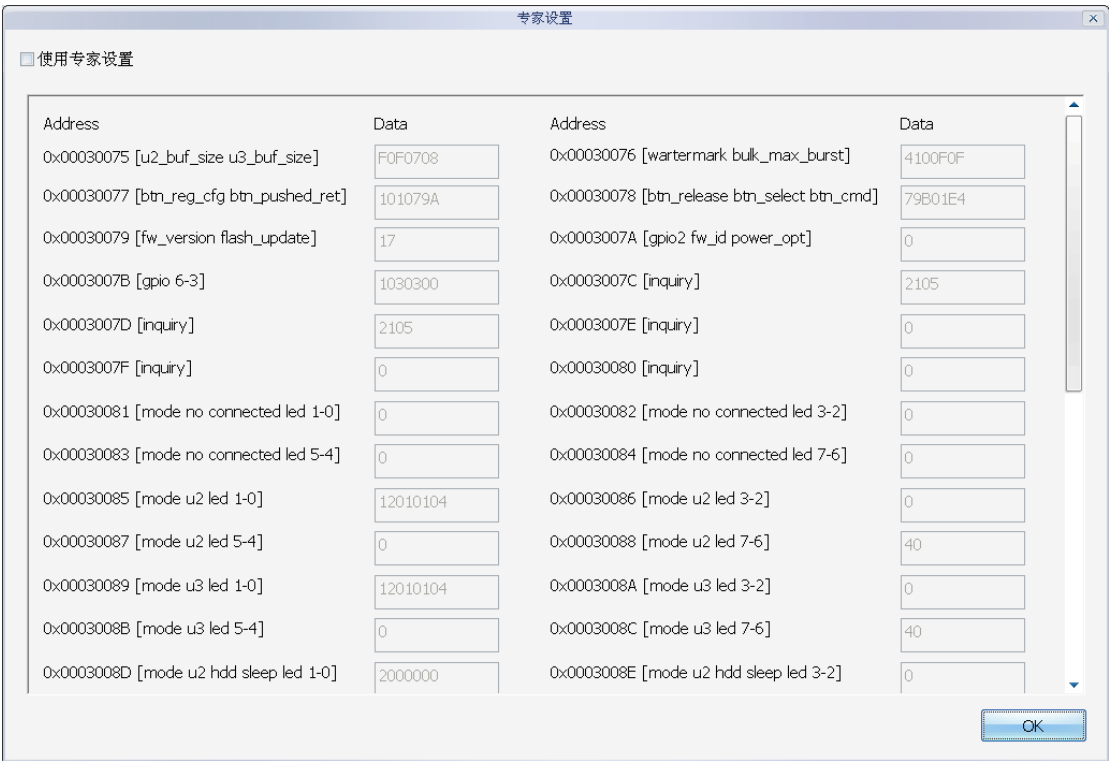 专家设置
使用专家设置
Address Data Address Data
0x00030075 [u2_buf_size u3_buf_size] F0F0708 0x00030076 [wartermark bulk_max_burst] 4100F0F
0x00030077 [btn_reg_cfg btn_pushed_ret] 101079A 0x00030078 [btn_release btn_select btn_cmd] 79B01E4
0x00030079 [fw_version flash_update] 17 0x0003007A [gpio2 fw_id power_opt] 0
0x0003007B [gpio 6-3] 1030300 0x0003007C [inquiry] 2105
0x0003007D [inquiry] 2105 0x0003007E [inquiry] 0
0x0003007F [inquiry] 0 0x00030080 [inquiry] 0
0x00030081 [mode no connected led 1-0] 0 0x00030082 [mode no connected led 3-2] 0
0x00030083 [mode no connected led 5-4] 0 0x00030084 [mode no connected led 7-6] 0
0x00030085 [mode u2 led 1-0] 12010104 0x00030086 [mode u2 led 3-2] 0
0x00030087 [mode u2 led 5-4] 0 0x00030088 [mode u2 led 7-6] 40
0x00030089 [mode u3 led 1-0] 12010104 0x0003008A [mode u3 led 3-2] 0
0x0003008B [mode u3 led 5-4] 0 0x0003008C [mode u3 led 7-6] 40
0x0003008D [mode u2 hdd sleep led 1-0] 2000000 0x0003008E [mode u2 hdd sleep led 3-2] 0
OK